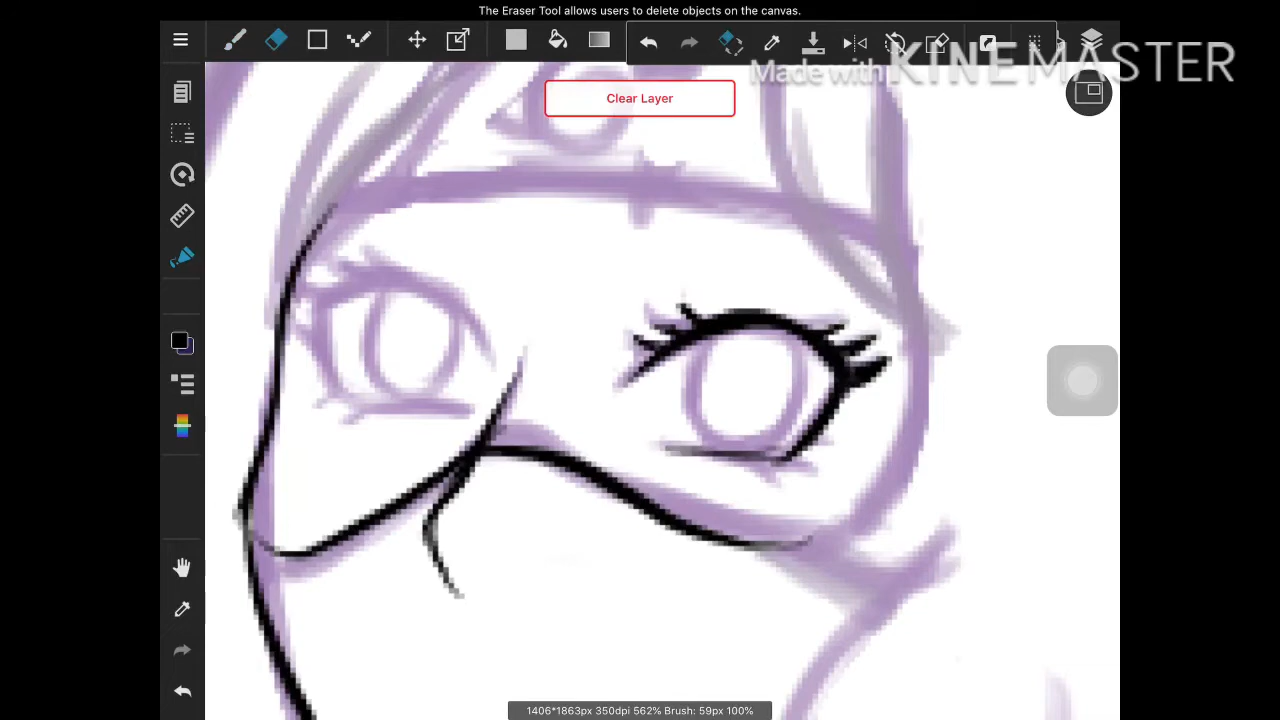 The Eraser Tool allows users to delete objects on the canvas.
Made with KINEMASTER
Clear Layer
1406*1863px 350dpi 562% Brush: 59px 100%